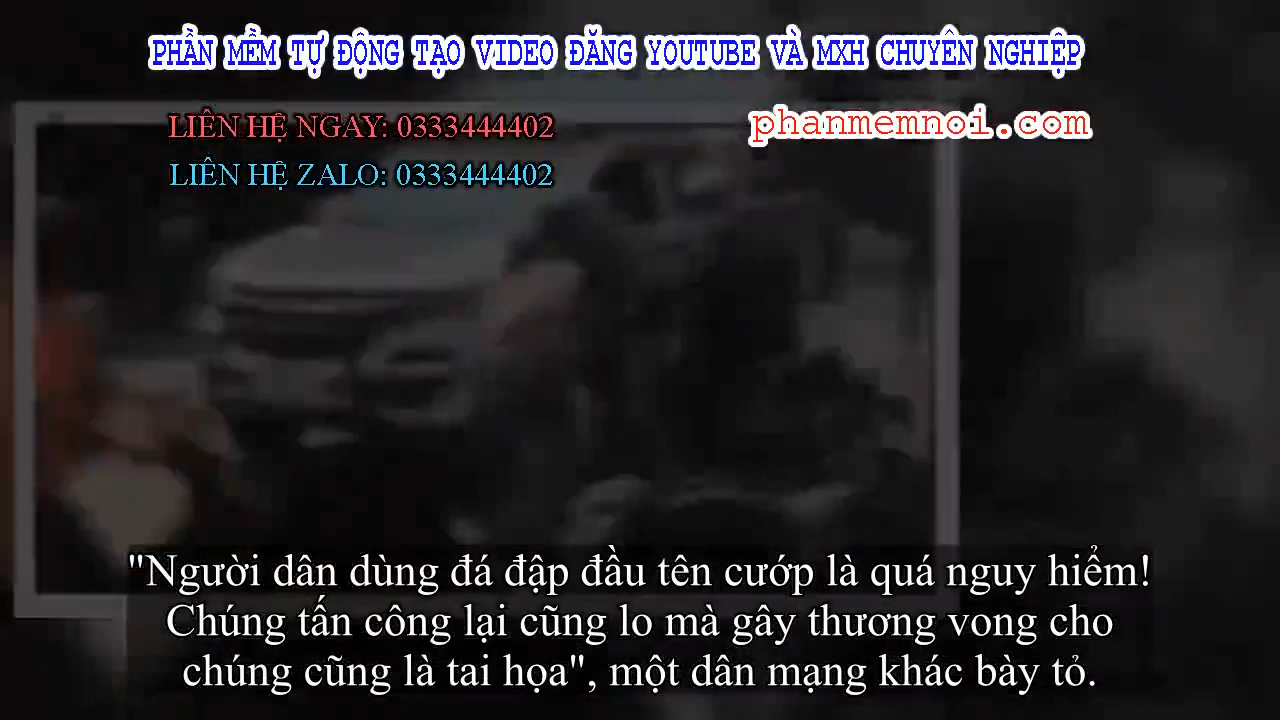 PHẦN MỀM TỰ ĐỘNG TẠO VIDEO ĐĂNG YOUTUBE VÀ MXH CHUYÊN NGHIỆP
LIÊN HỆ NGAY: 0333444402
phanmemnoi.com
LIÊN HỆ ZALO: 0333444402
"Người dân dùng đá đập đầu tên cướp là quá nguy hiểm!
Chúng tấn công lại cũng lo mà gây thương vong cho
chúng cũng là tai họa", một dân mạng khác bày tỏ.